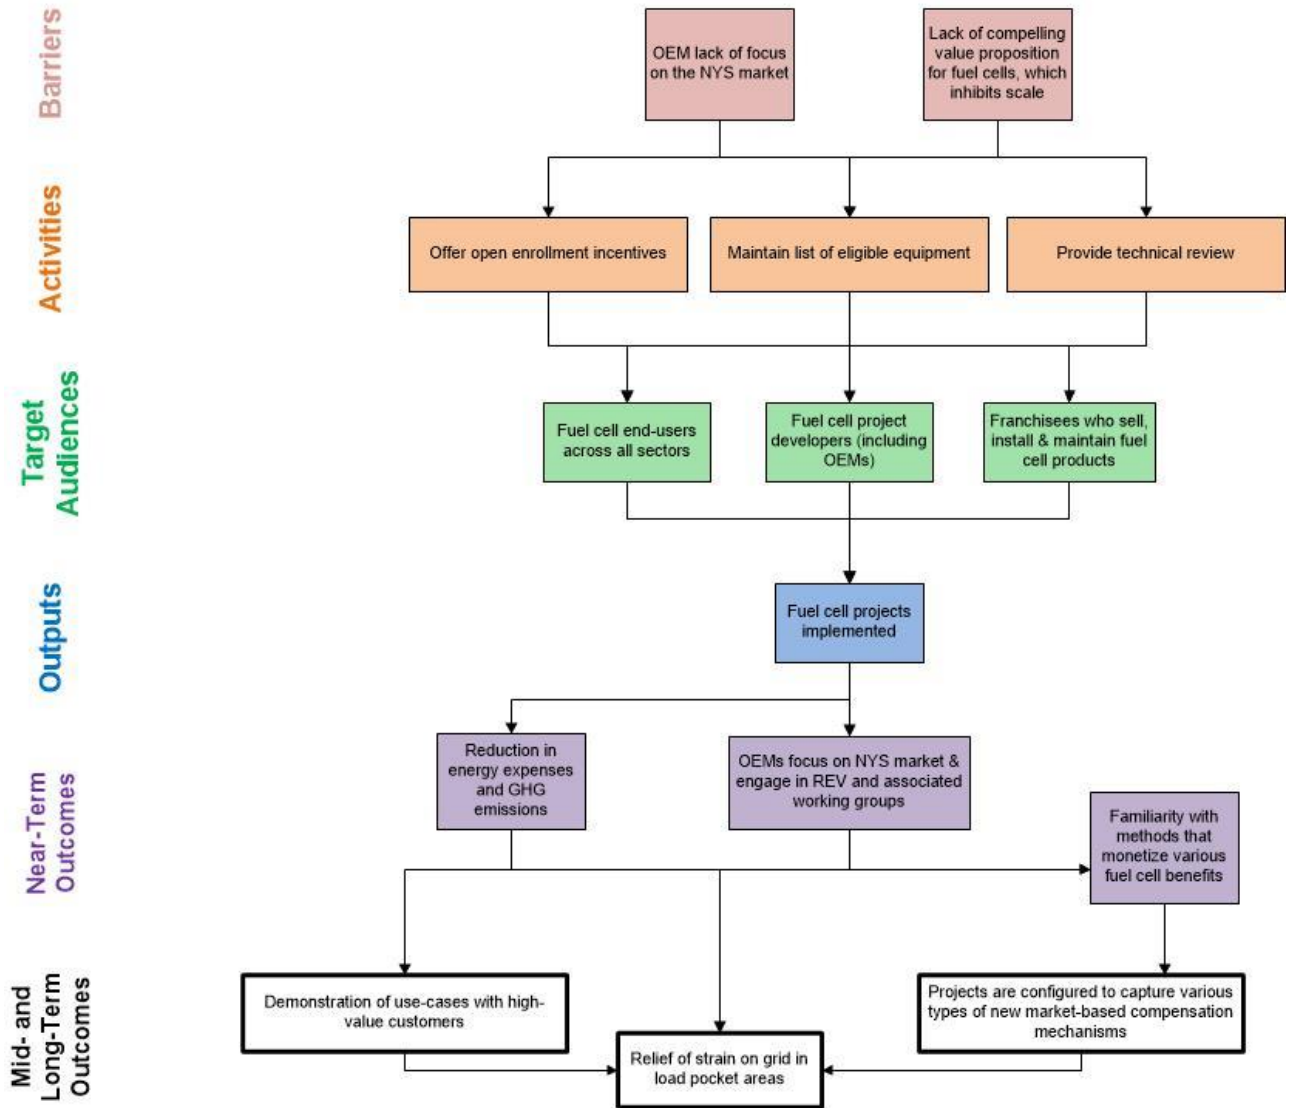 Barriers
OEM lack of focus
on the NYS market
Lack of compelling
value proposition
for fuel cells, which
inhibits scale
Activities
Offer open enrollment incentives
Maintain list of eligible equipment
Provide technical review
Target
Audiences
Fuel cell end-users
across all sectors
Fuel cell project
developers (including
OEMs)
Franchisees who sell,
install & maintain fuel
cell products
Outputs
Fuel cell projects
implemented
Near-Term
Outcomes
Reduction in
energy expenses
and GHG
emissions
OEMs focus on NYS market &
engage in REV and associated
working groups
Familiarity with
methods that
monetize various
fuel cell benefits
Mid- and
Long-Term
Outcomes
Demonstration of use-cases with high-
value customers
Relief of strain on grid in
load pocket areas
Projects are configured to capture various
types of new market-based compensation
mechanisms